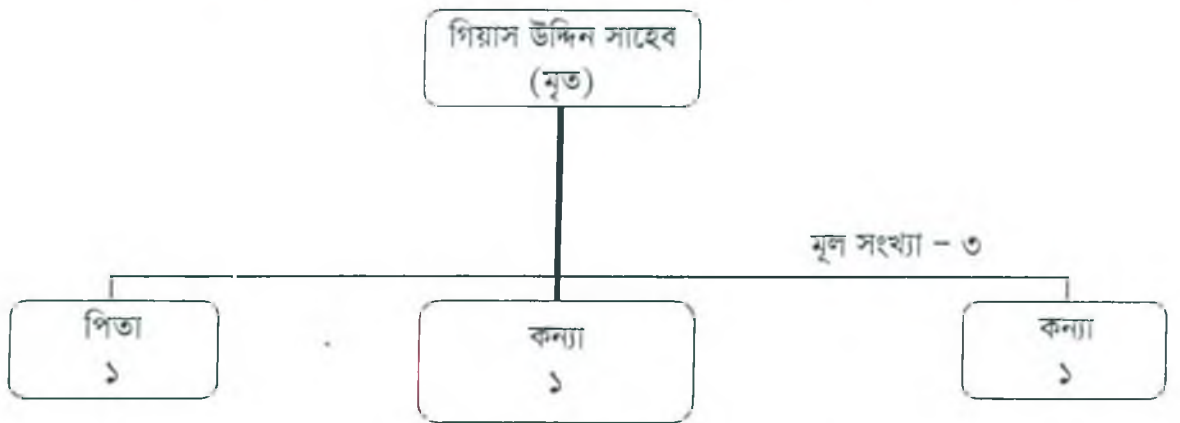 গিয়াস উদ্দিন সাহেব
(মৃত)
মূল সংখ্যা - ৩
পিতা
১
কন্যা
১
কন্যা
১